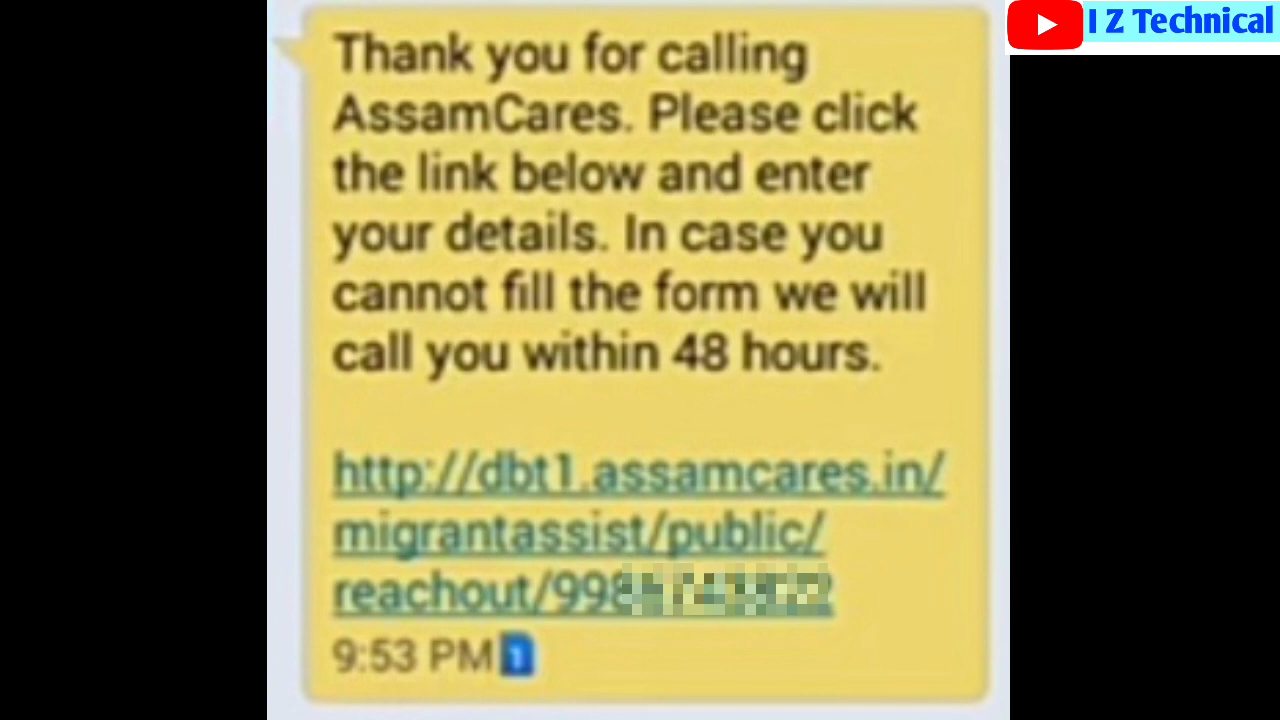 I Z Technical
Thank you for calling
AssamCares. Please click
the link below and enter
your details. In case you
cannot fill the form we will
call you within 48 hours.
http://dbt1.assamcares.in/
migrantassist/public/
reachout/998
9:53 PM 1